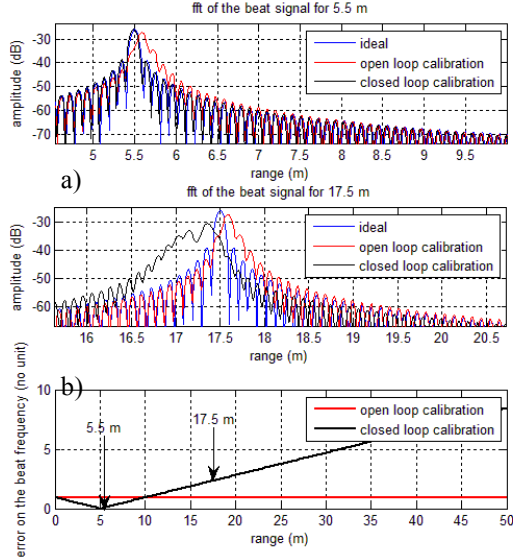 fft of the beat signal for 5.5 m
amplitude (dB)
-30
-40
-50
-60
-70
ideal
open loop calibration
closed loop calibration
5 5.5 6 6.5 7 7.5 8 8.5 9 9.5
range (m)
a)
fft of the beat signal for 17.5 m
amplitude (dB)
-30
-40
-50
-60
ideal
open loop calibration
closed loop calibration
16 16.5 17 17.5 18 18.5 19 19.5 20 20.5
range (m)
b)
error on the beat frequency (no unit)
10
5
0
5.5 m
17.5 m
open loop calibration
closed loop calibration
0 5 10 15 20 25 30 35 40 45 50
range (m)